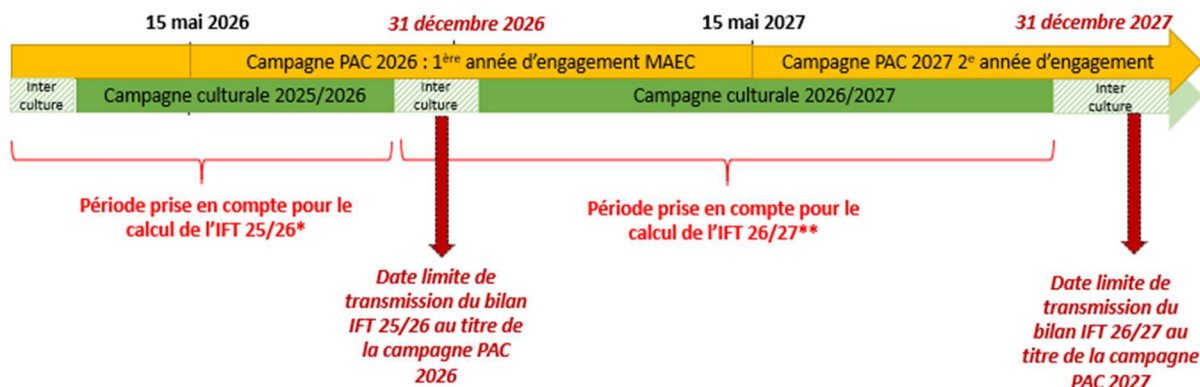 15 mai 2026
31 décembre 2026
15 mai 2027
31 décembre 2027
Campagne PAC 2026 : 1ère année d’engagement MAEC
Campagne PAC 2027 2e année d’engagement
Inter
culture
Campagne culturale 2025/2026
Inter
culture
Campagne culturale 2026/2027
Inter
culture
Période prise en compte pour le
calcul de l’IFT 25/26*
Période prise en compte pour le
calcul de l’IFT 26/27**
Date limite de
transmission du bilan
IFT 25/26 au titre de
la campagne PAC
2026
Date limite de
transmission du
bilan IFT 26/27 au
titre de la campagne
PAC 2027